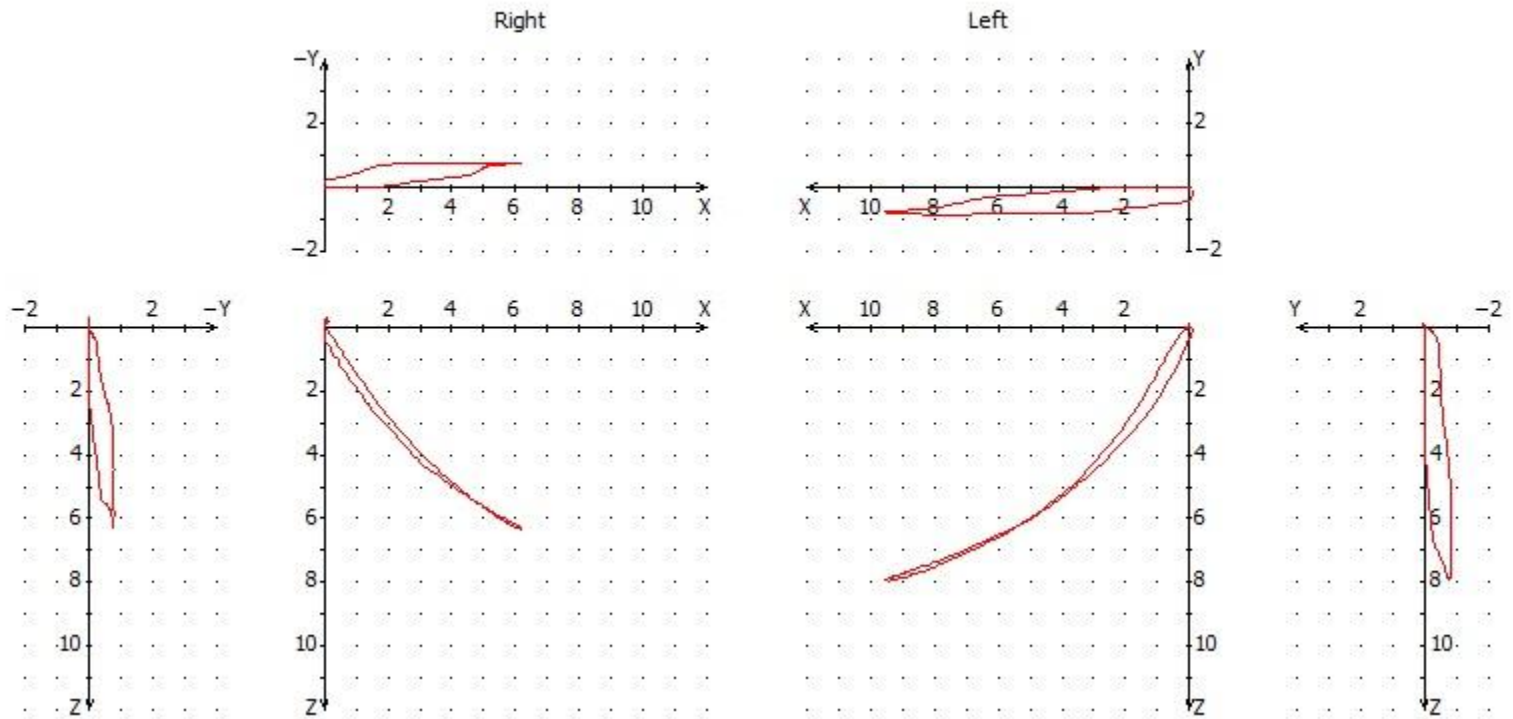 Right Left
−Y Y
2 2
2 4 6 8 10 X X 10 8 6 4 2
−2 −2
−2 2 −Y 2 4 6 8 10 X X 10 8 6 4 2 Y 2 −2
2 2 2 2
4 4 4 4
6 6 6 6
8 8 8 8
10 10 10 10
Z Z Z Z